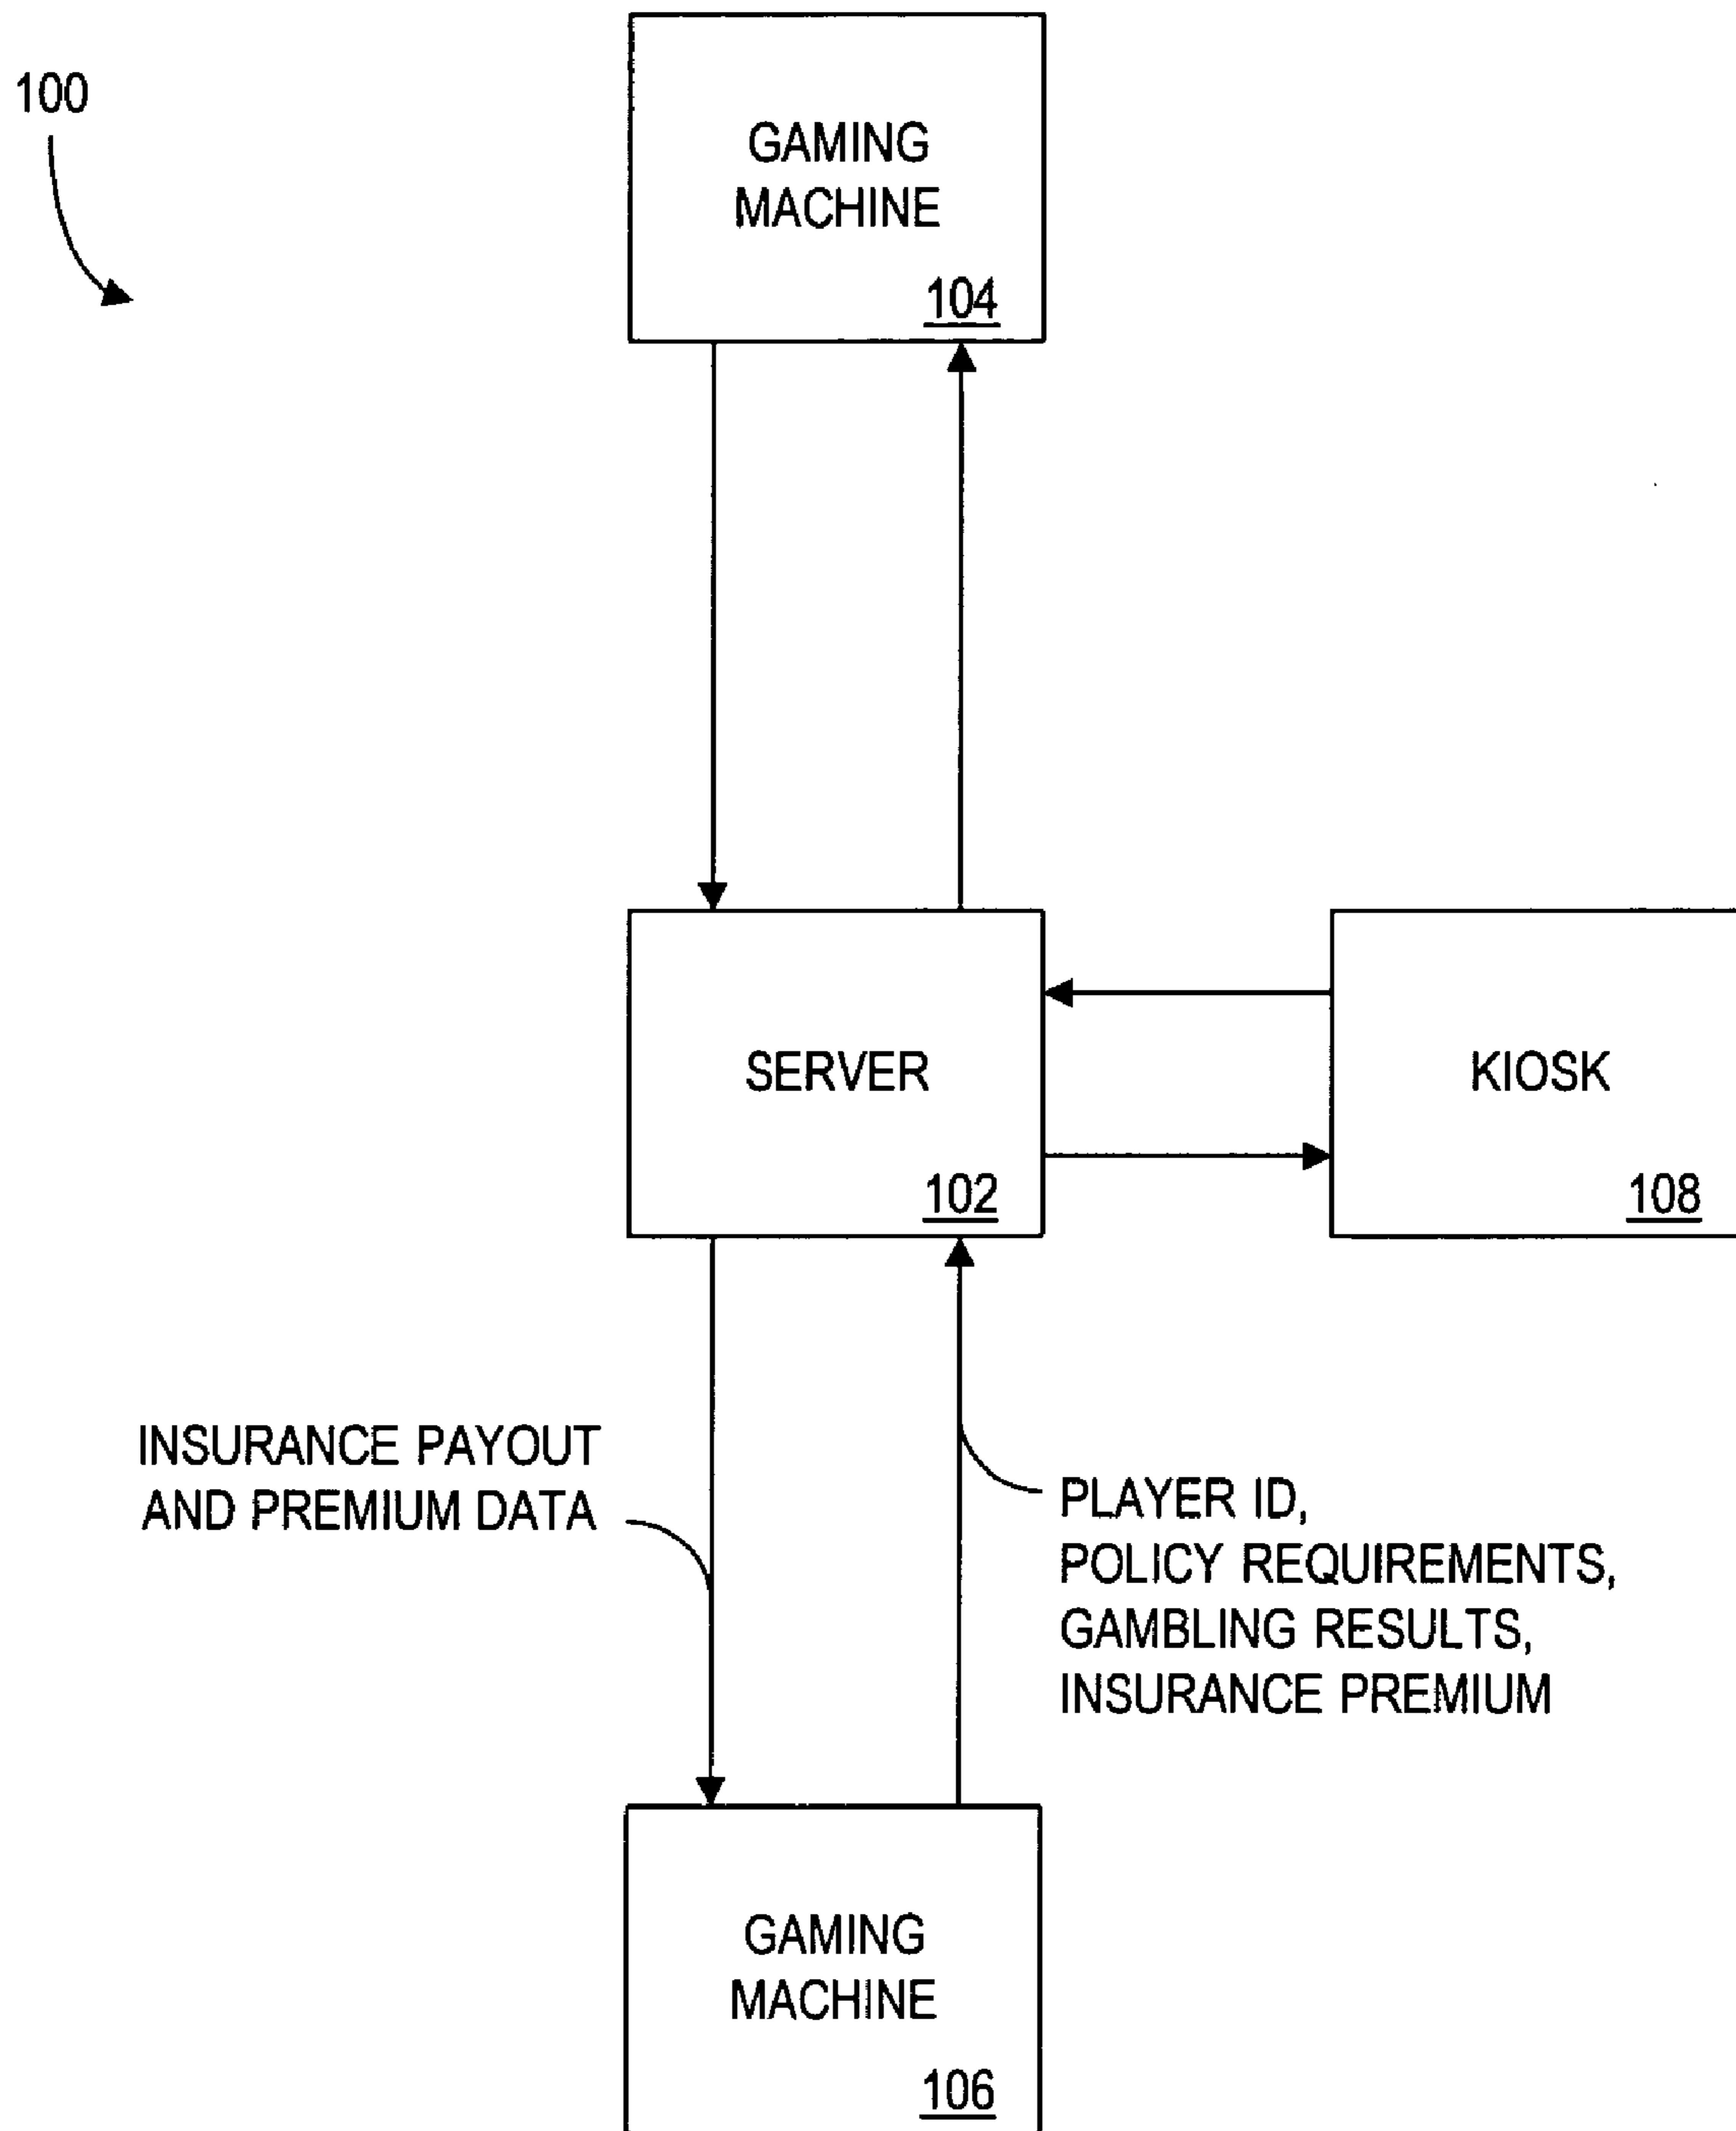 100
GAMING
MACHINE
104
SERVER
102
KIOSK
108
INSURANCE PAYOUT
AND PREMIUM DATA
PLAYER ID,
POLICY REQUIREMENTS,
GAMBLING RESULTS,
INSURANCE PREMIUM
GAMING
MACHINE
106